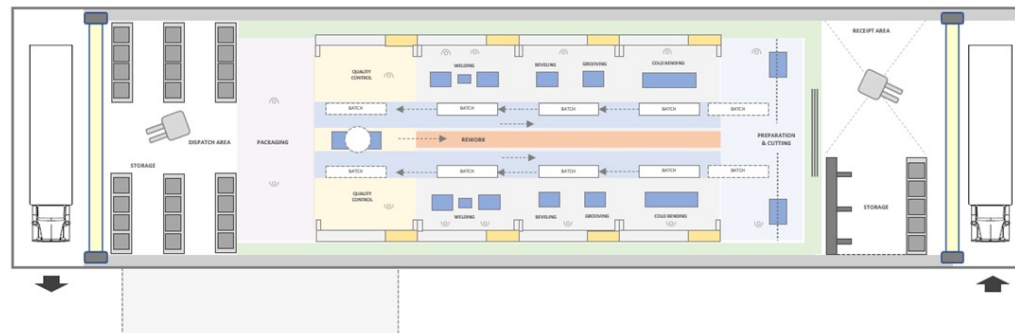 RECEIPT AREA
WELDING
COLD BENDING
BEVELING
GROOVING
QUALITY
CONTROL
BATCH
BATCH
BATCH
BATCH
BATCH
DISPATCH AREA
PACKAGING
REWORK
PREPARATION
& CUTTING
STORAGE
BATCH
BATCH
BATCH
BATCH
BATCH
QUALITY
CONTROL
WELDING
BEVELING
GROOVING
COLD BENDING
STORAGE